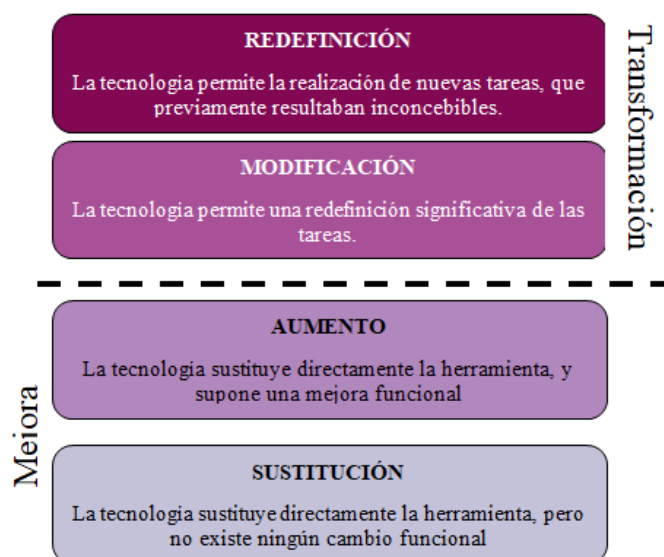 REDEFINICIÓN
La tecnología permite la realización de nuevas tareas, que
previamente resultaban inconcebibles.
Transformación
MODIFICACIÓN
La tecnología permite una redefinición significativa de las
tareas.
AUMENTO
La tecnología sustituye directamente la herramienta, y
supone una mejora funcional
Mejora
SUSTITUCIÓN
La tecnología sustituye directamente la herramienta, pero
no existe ningún cambio funcional